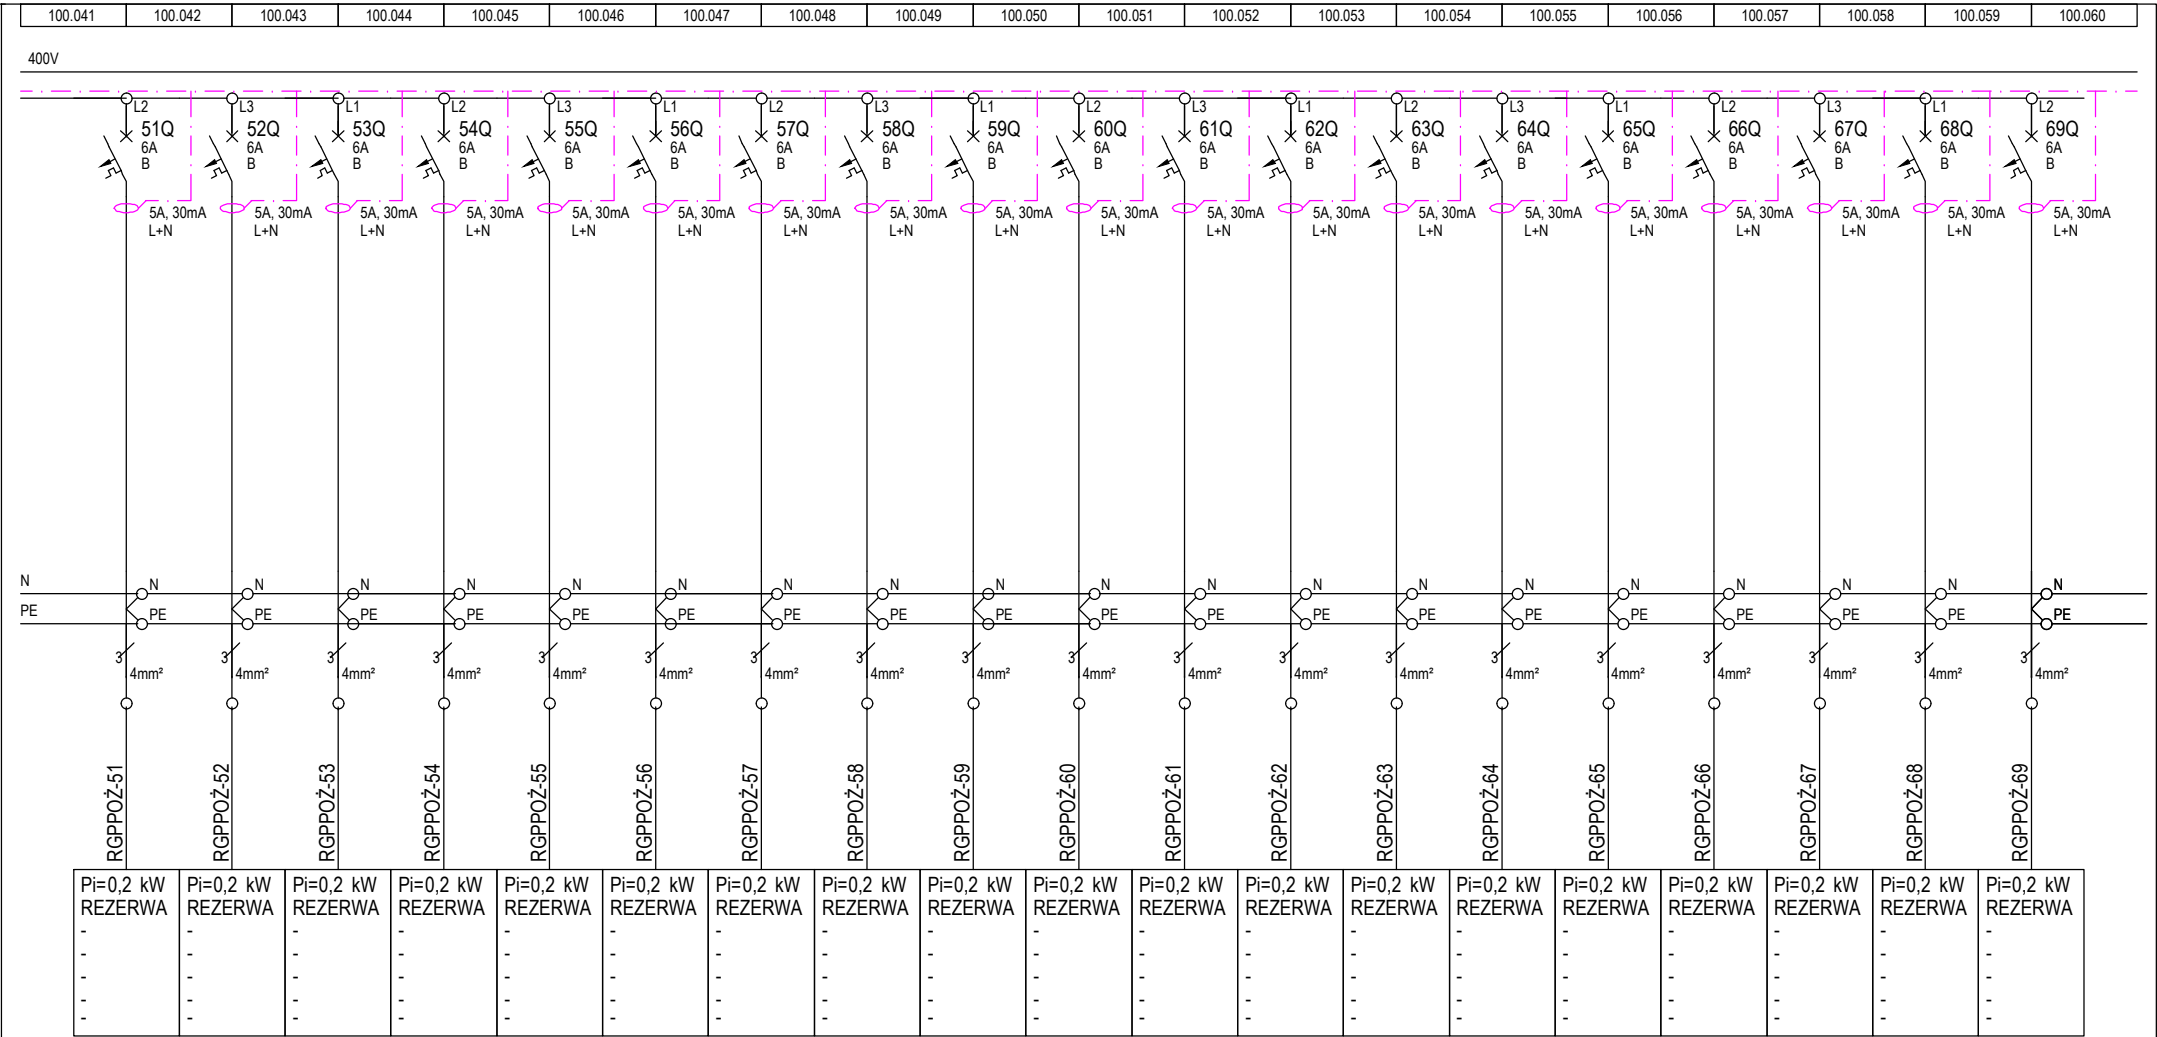 100.041 100.042 100.043 100.044 100.045 100.046 100.047 100.048 100.049 100.050 100.051 100.052 100.053 100.054 100.055 100.056 100.057 100.058 100.059 100.060
400V
L2 L3 L1 L2 L3 L1 L2 L3 L1 L2 L3 L1 L2 L3 L1 L2 L3 L1 L2
51Q 52Q 53Q 54Q 55Q 56Q 57Q 58Q 59Q 60Q 61Q 62Q 63Q 64Q 65Q 66Q 67Q 68Q 69Q
6A 6A 6A 6A 6A 6A 6A 6A 6A 6A 6A 6A 6A 6A 6A 6A 6A 6A 6A
B B B B B B B B B B B B B B B B B B B
5A, 30mA 5A, 30mA 5A, 30mA 5A, 30mA 5A, 30mA 5A, 30mA 5A, 30mA 5A, 30mA 5A, 30mA 5A, 30mA 5A, 30mA 5A, 30mA 5A, 30mA 5A, 30mA 5A, 30mA 5A, 30mA 5A, 30mA 5A, 30mA 5A, 30mA
L+N L+N L+N L+N L+N L+N L+N L+N L+N L+N L+N L+N L+N L+N L+N L+N L+N L+N L+N
N N N N N N N N N N N N N N N N N N N N
PE PE PE PE PE PE PE PE PE PE PE PE PE PE PE PE PE PE PE PE
3 3 3 3 3 3 3 3 3 3 3 3 3 3 3 3 3 3 3
4mm² 4mm² 4mm² 4mm² 4mm² 4mm² 4mm² 4mm² 4mm² 4mm² 4mm² 4mm² 4mm² 4mm² 4mm² 4mm² 4mm² 4mm² 4mm²
RGPPOŻ-51 RGPPOŻ-52 RGPPOŻ-53 RGPPOŻ-54 RGPPOŻ-55 RGPPOŻ-56 RGPPOŻ-57 RGPPOŻ-58 RGPPOŻ-59 RGPPOŻ-60 RGPPOŻ-61 RGPPOŻ-62 RGPPOŻ-63 RGPPOŻ-64 RGPPOŻ-65 RGPPOŻ-66 RGPPOŻ-67 RGPPOŻ-68 RGPPOŻ-69
Pi=0,2 kW Pi=0,2 kW Pi=0,2 kW Pi=0,2 kW Pi=0,2 kW Pi=0,2 kW Pi=0,2 kW Pi=0,2 kW Pi=0,2 kW Pi=0,2 kW Pi=0,2 kW Pi=0,2 kW Pi=0,2 kW Pi=0,2 kW Pi=0,2 kW Pi=0,2 kW Pi=0,2 kW Pi=0,2 kW Pi=0,2 kW
REZERWA REZERWA REZERWA REZERWA REZERWA REZERWA REZERWA REZERWA REZERWA REZERWA REZERWA REZERWA REZERWA REZERWA REZERWA REZERWA REZERWA REZERWA REZERWA
- - - - - - - - - - - - - - - - - - -
- - - - - - - - - - - - - - - - - - -
- - - - - - - - - - - - - - - - - - -
- - - - - - - - - - - - - - - - - - -
- - - - - - - - - - - - - - - - - - -